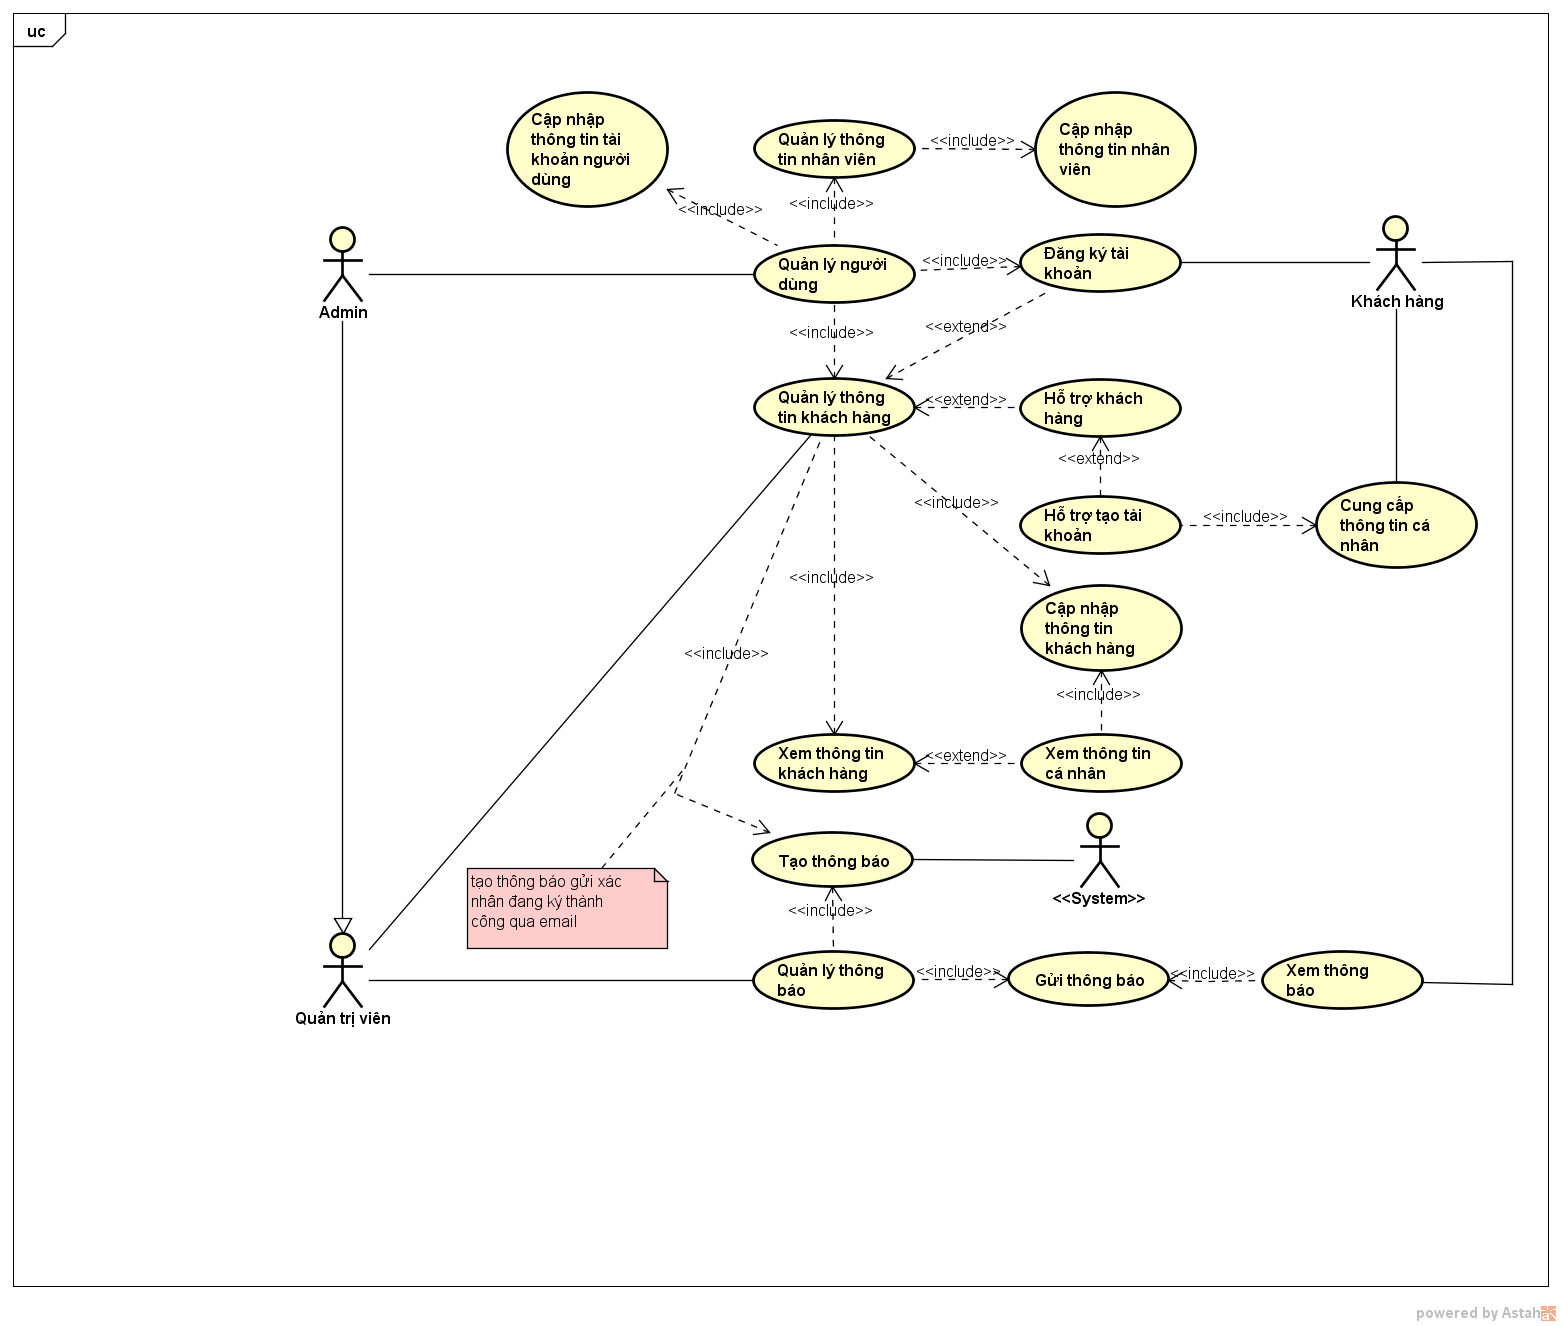 uc
Cập nhập
thông tin tài
khoản người
dùng
Quản lý thông
tin nhân viên
<<include>>
Cập nhập
thông tin nhân
viên
<<include>>
<<include>>
Admin
Quản lý người
dùng
<<include>>
Đăng ký tài
khoản
Khách hàng
<<include>>
<<extend>>
Quản lý thông
tin khách hàng
<<extend>>
Hỗ trợ khách
hàng
<<extend>>
<<include>>
Hỗ trợ tạo tài
khoản
<<include>>
Cung cấp
thông tin cá
nhân
<<include>>
Cập nhập
thông tin
khách hàng
<<include>>
<<include>>
Xem thông tin
khách hàng
<<extend>>
Xem thông tin
cá nhân
Tạo thông báo
<<System>>
tạo thông báo gửi xác
nhân đang ký thành
công qua email
<<include>>
Quản trị viên
Quản lý thông
báo
<<include>>
Gửi thông báo
<<include>>
Xem thông
báo
powered by Astah